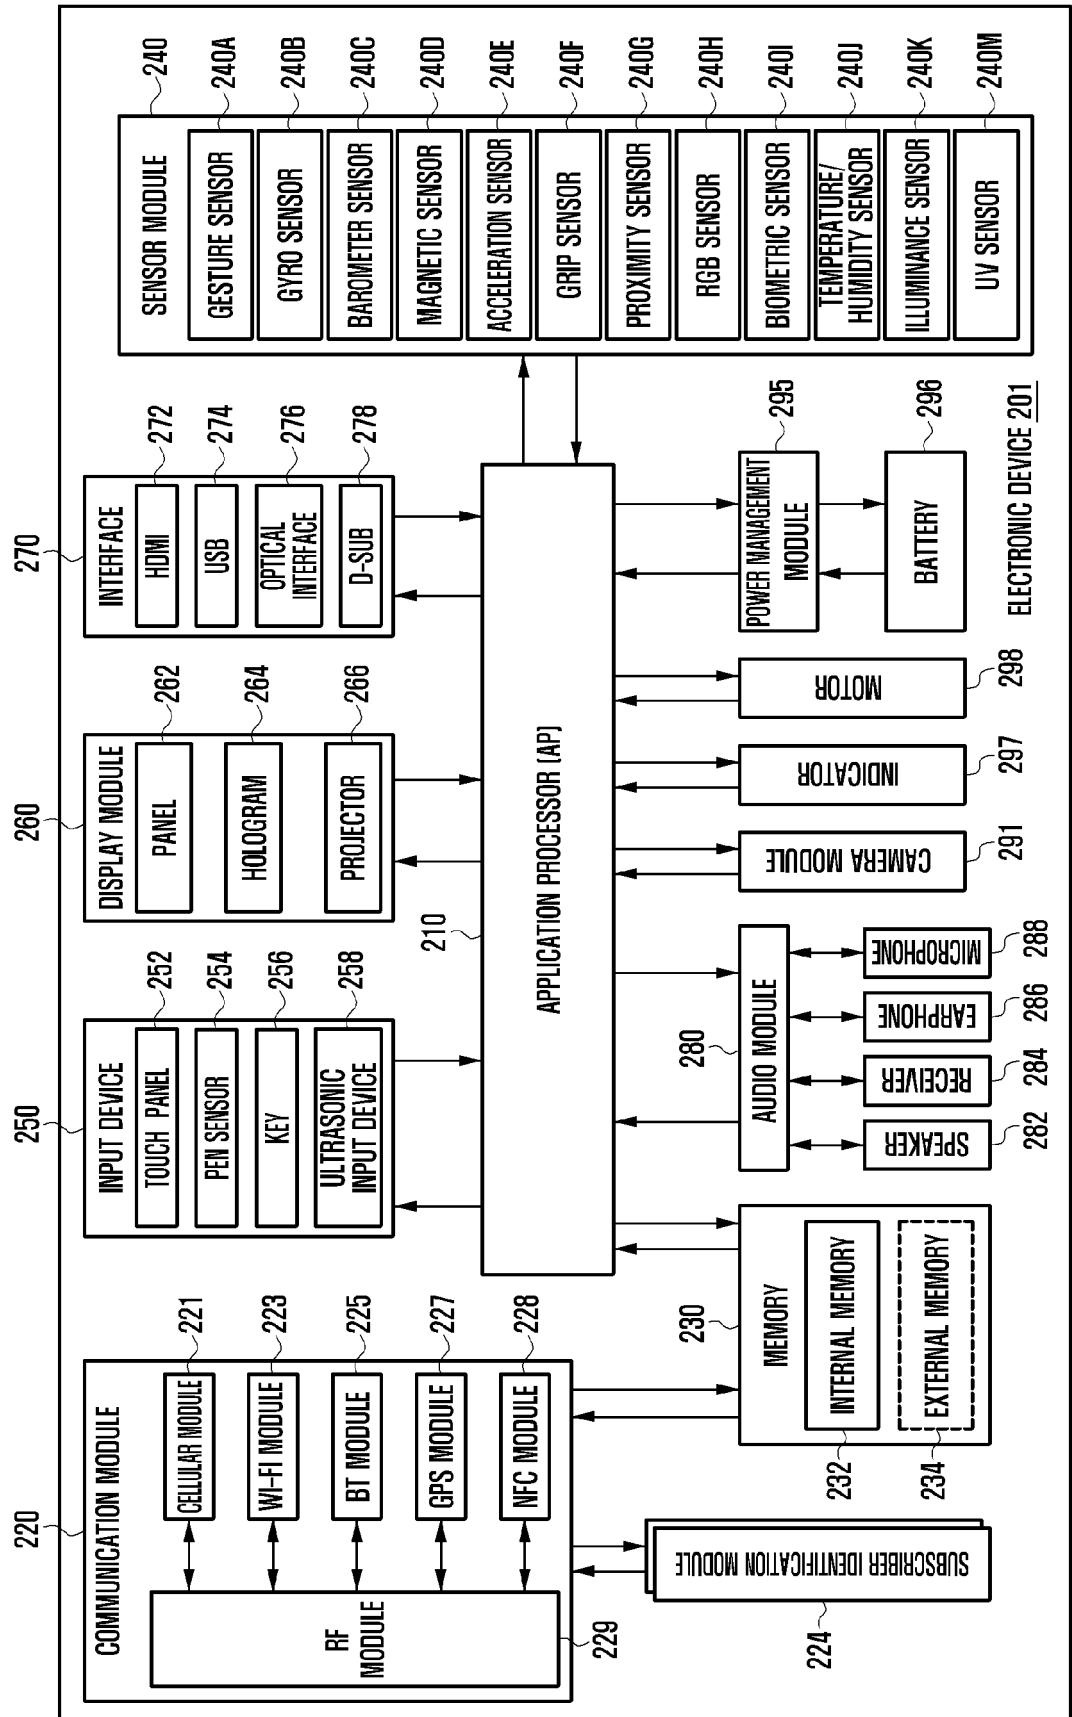 ELECTRONIC DEVICE 201
220
COMMUNICATION MODULE
RF
MODULE
229
CELLULAR MODULE
221
WI-FI MODULE
223
BT MODULE
225
GPS MODULE
227
NFC MODULE
228
SUBSCRIBER IDENTIFICATION MODULE
224
250
INPUT DEVICE
TOUCH PANEL
252
PEN SENSOR
254
KEY
256
ULTRASONIC
INPUT DEVICE
258
260
DISPLAY MODULE
PANEL
262
HOLOGRAM
264
PROJECTOR
266
270
INTERFACE
HDMI
272
USB
274
OPTICAL
INTERFACE
276
D-SUB
278
SENSOR MODULE
240
GESTURE SENSOR
240A
GYRO SENSOR
240B
BAROMETER SENSOR
240C
MAGNETIC SENSOR
240D
ACCELERATION SENSOR
240E
GRIP SENSOR
240F
PROXIMITY SENSOR
240G
RGB SENSOR
240H
BIOMETRIC SENSOR
240I
TEMPERATURE/
HUMIDITY SENSOR
240J
ILLUMINANCE SENSOR
240K
UV SENSOR
240M
210
APPLICATION PROCESSOR (AP)
230
MEMORY
INTERNAL MEMORY
232
EXTERNAL MEMORY
234
280
AUDIO MODULE
SPEAKER
282
RECEIVER
284
EARPHONE
286
MICROPHONE
288
CAMERA MODULE
291
INDICATOR
297
MOTOR
298
POWER MANAGEMENT
MODULE
295
BATTERY
296